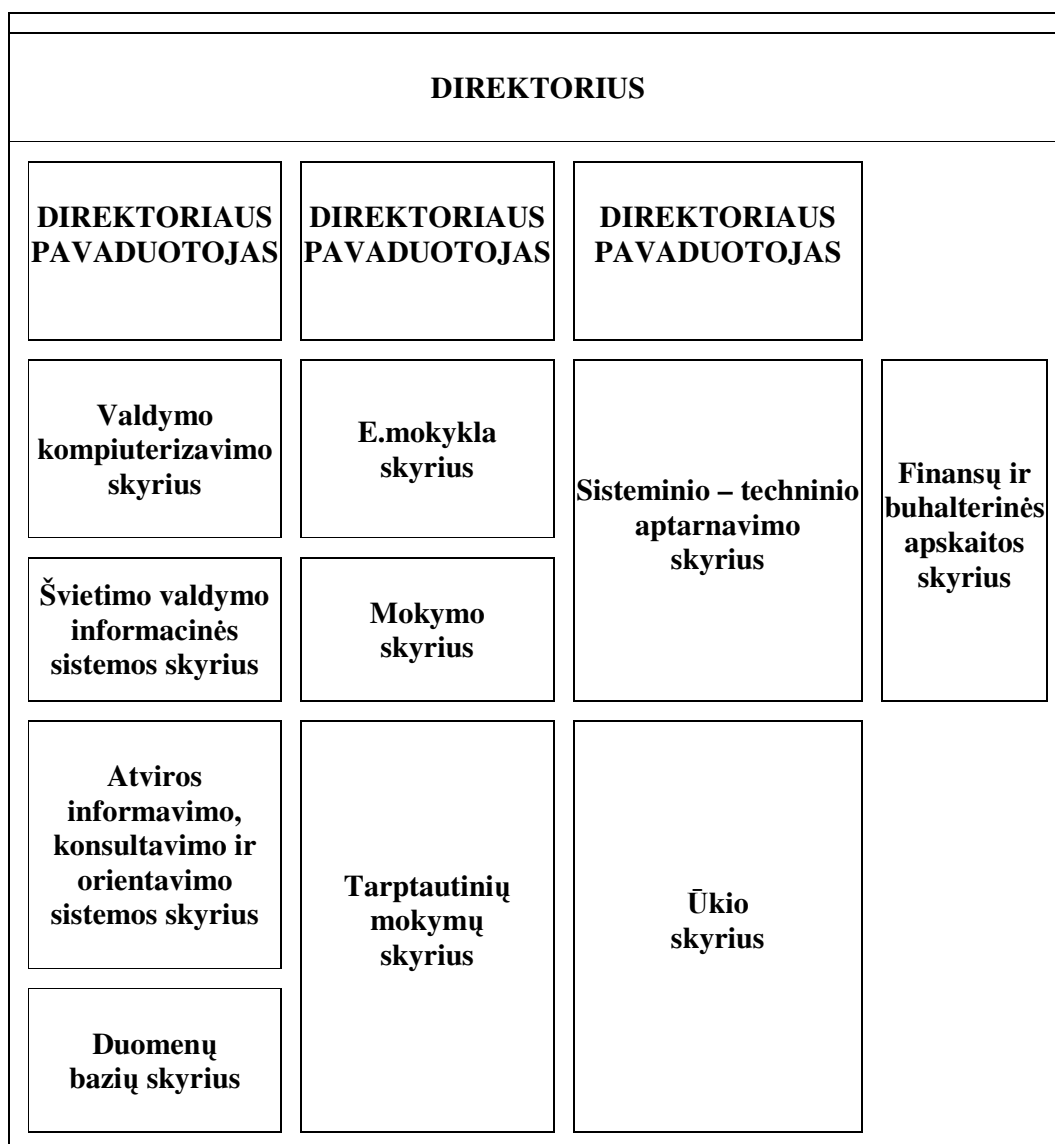 DIREKTORIUS
DIREKTORIAUS
PAVADUOTOJAS
DIREKTORIAUS
PAVADUOTOJAS
DIREKTORIAUS
PAVADUOTOJAS
Valdymo
kompiuterizavimo
skyrius
E.mokykla
skyrius
Sisteminio – techninio
aptarnavimo
skyrius
Finansų ir
buhalterinės
apskaitos
skyrius
Švietimo valdymo
informacinės
sistemos skyrius
Mokymo
skyrius
Atviros
informavimo,
konsultavimo ir
orientavimo
sistemos skyrius
Tarptautinių
mokymų
skyrius
Ūkio
skyrius
Duomenų
bazių skyrius